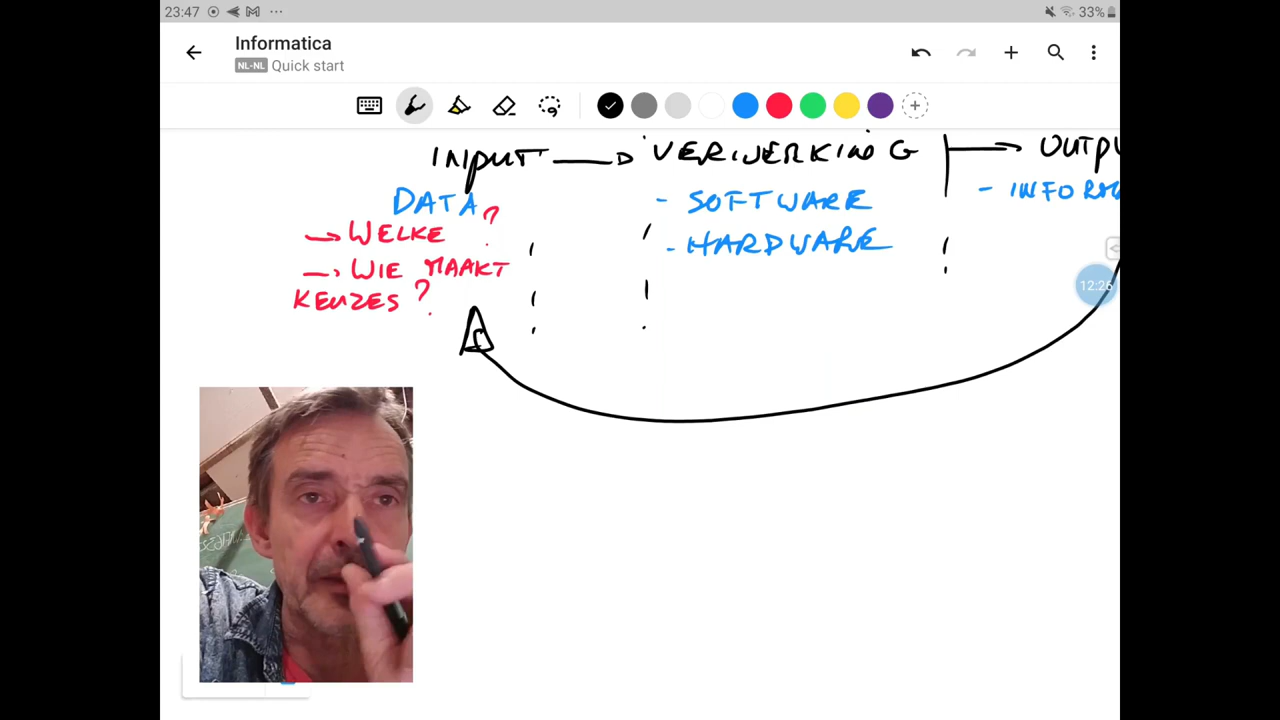 23:47 33%
Informatica
NL-NL Quick start
INPUT VERWERKING OUTPU
DATA - SOFTWARE - INFORM
→ WELKE ? - HARDWARE
→ WIE MAAKT
KEUZES ?
12:26